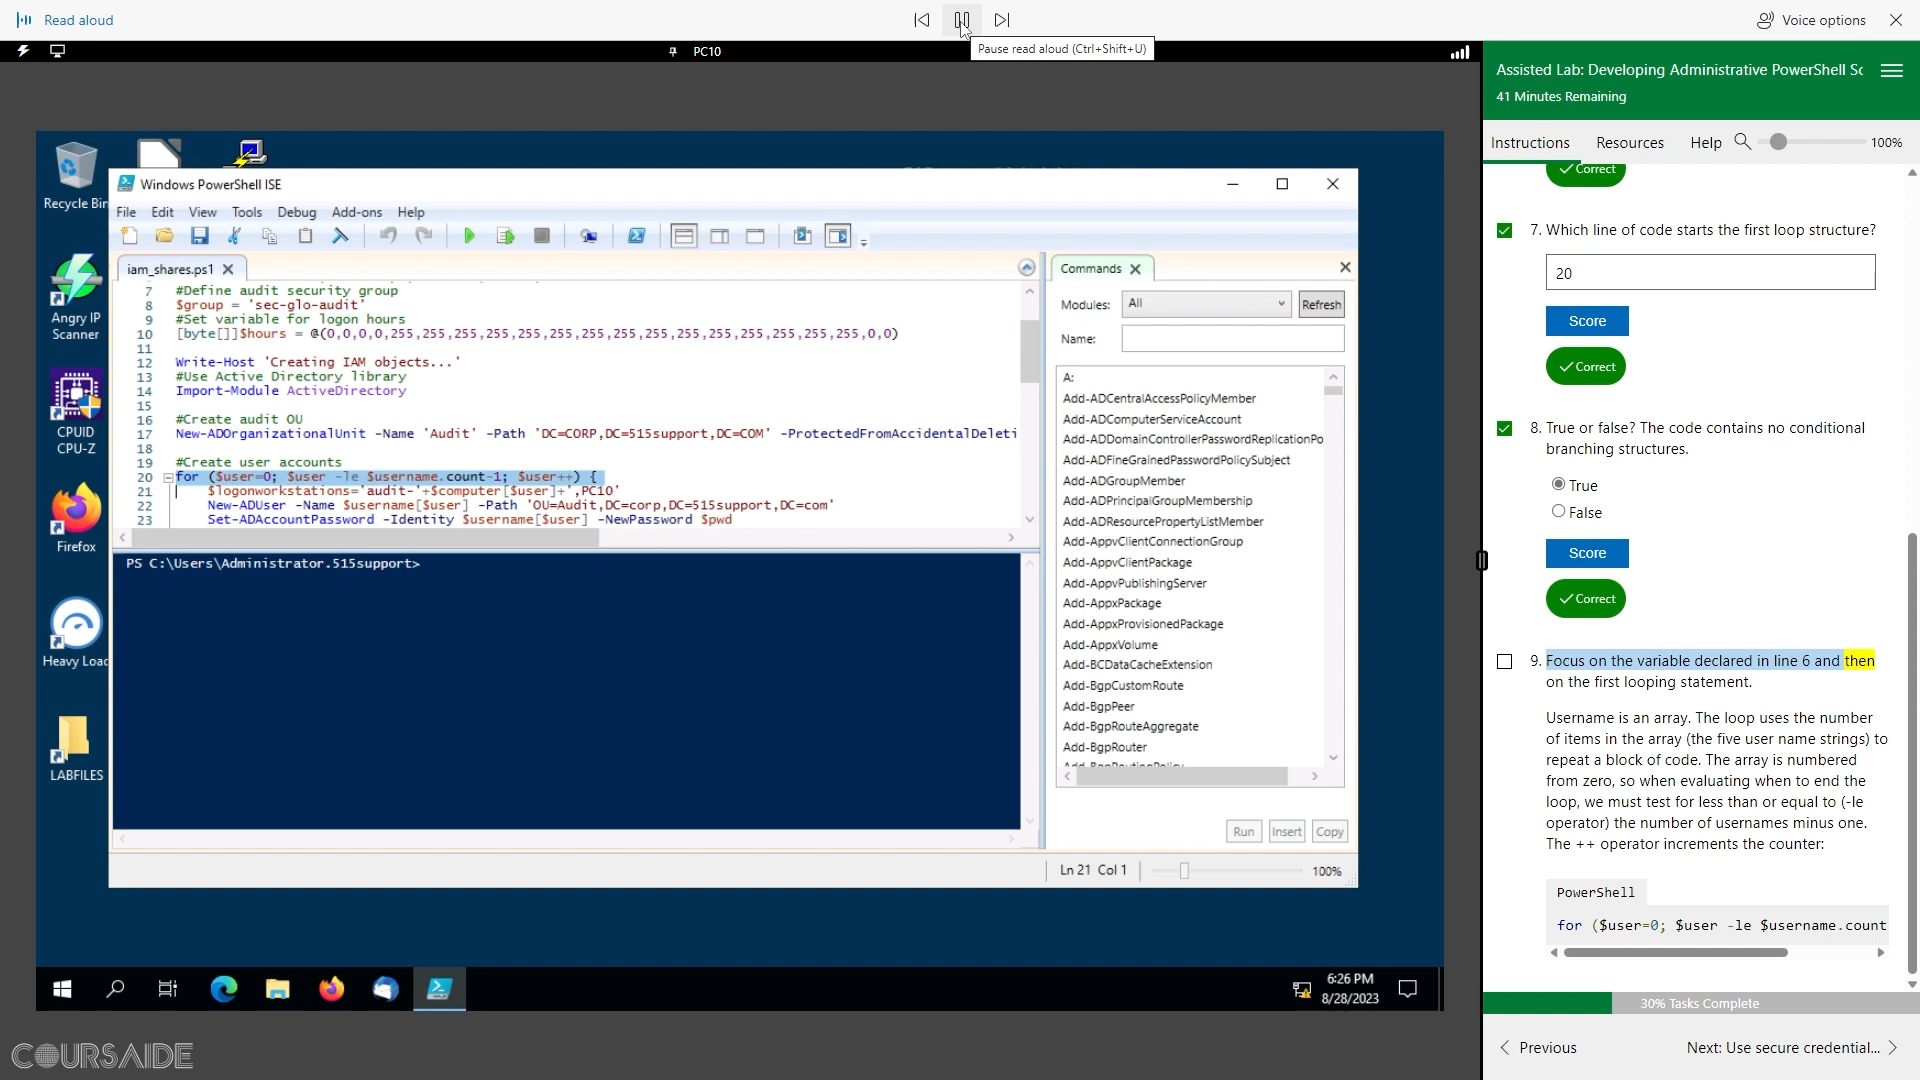 Read aloud
Voice options
Pause read aloud (Ctrl+Shift+U)
PC10
Assisted Lab: Developing Administrative PowerShell Sc
41 Minutes Remaining
Instructions Resources Help 100%
Recycle Bin
Angry IP
Scanner
CPUID
CPU-Z
Firefox
Heavy Load
LABFILES
Windows PowerShell ISE
File Edit View Tools Debug Add-ons Help
iam_shares.ps1
7 #Define audit security group
8 $group = 'sec-glo-audit'
9 #Set variable for logon hours
10 [byte[]]$hours = @(0,0,0,0,255,255,255,255,255,255,255,255,255,255,255,255,255,255,255,0,0)
11
12 Write-Host 'Creating IAM objects...'
13 #Use Active Directory library
14 Import-Module ActiveDirectory
15
16 #Create audit OU
17 New-ADOrganizationalUnit -Name 'Audit' -Path 'DC=CORP,DC=515support,DC=COM' -ProtectedFromAccidentalDeleti
18
19 #Create user accounts
20 for ($user=0; $user -le $username.count-1; $user++) {
21 $logonworkstations='audit-'+$computer[$user]+',PC10'
22 New-ADUser -Name $username[$user] -Path 'OU=Audit,DC=corp,DC=515support,DC=com'
23 Set-ADAccountPassword -Identity $username[$user] -NewPassword $pwd
PS C:\Users\Administrator.515support>
Commands
Modules: All Refresh
Name:
A:
Add-ADCentralAccessPolicyMember
Add-ADComputerServiceAccount
Add-ADDomainControllerPasswordReplicationPo
Add-ADFineGrainedPasswordPolicySubject
Add-ADGroupMember
Add-ADPrincipalGroupMembership
Add-ADResourcePropertyListMember
Add-AppvClientConnectionGroup
Add-AppvClientPackage
Add-AppvPublishingServer
Add-AppxPackage
Add-AppxProvisionedPackage
Add-AppxVolume
Add-BCDataCacheExtension
Add-BgpCustomRoute
Add-BgpPeer
Add-BgpRouteAggregate
Add-BgpRouter
Add-BgpRoutingPolicy
Run Insert Copy
Ln 21 Col 1 100%
6:26 PM
8/28/2023
COURSAIDE
Correct
7. Which line of code starts the first loop structure?
20
Score
Correct
8. True or false? The code contains no conditional
branching structures.
True
False
Score
Correct
9. Focus on the variable declared in line 6 and then
on the first looping statement.
Username is an array. The loop uses the number
of items in the array (the five user name strings) to
repeat a block of code. The array is numbered
from zero, so when evaluating when to end the
loop, we must test for less than or equal to (-le
operator) the number of usernames minus one.
The ++ operator increments the counter:
PowerShell
for ($user=0; $user -le $username.count
30% Tasks Complete
Previous
Next: Use secure credential...